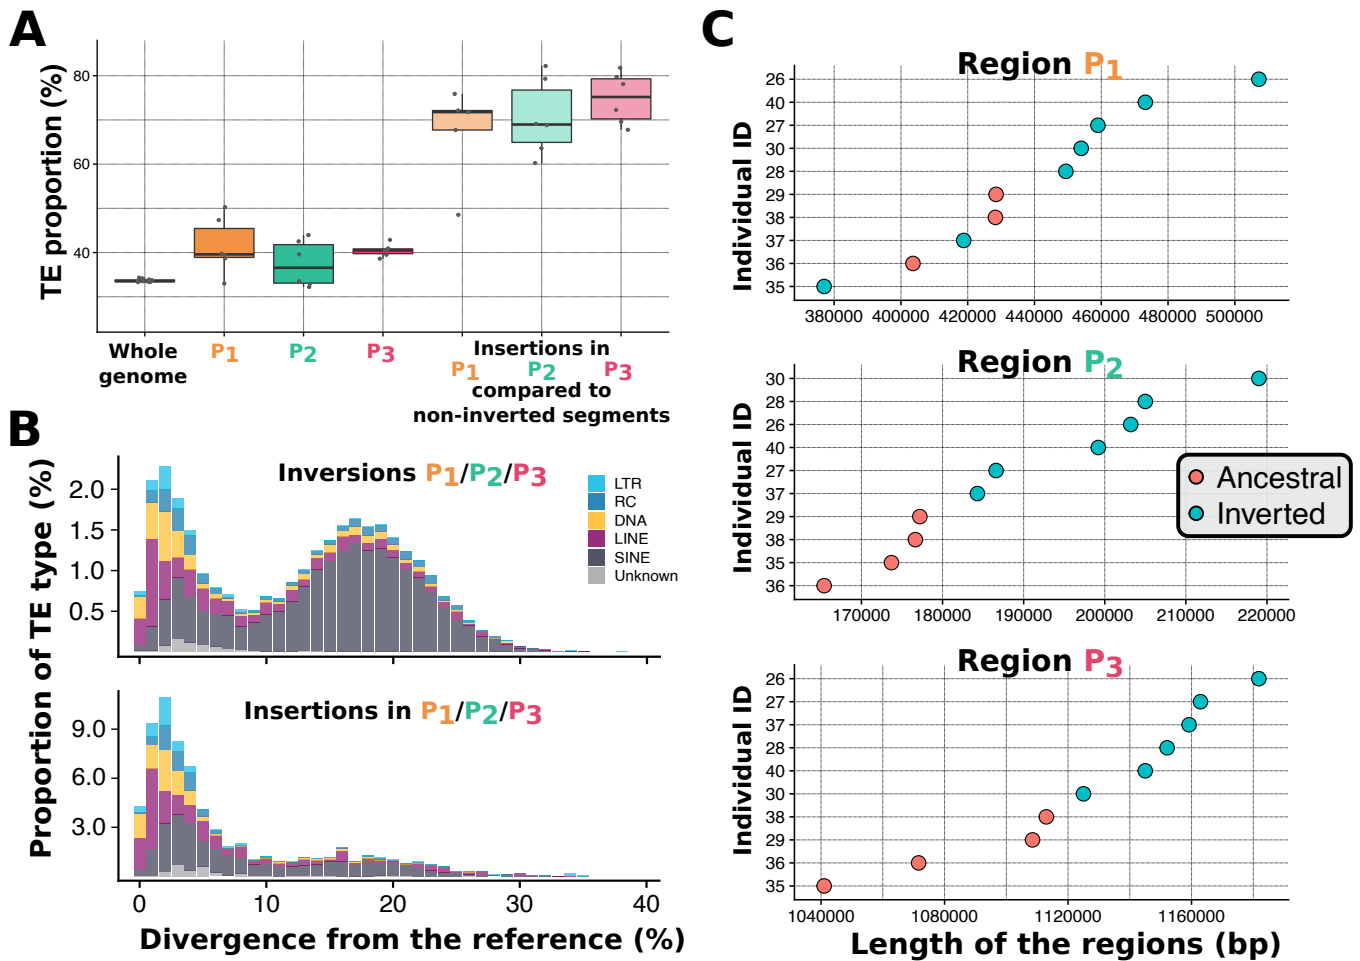 A
TE proportion (%)
80
60
40
Whole
genome
P1
P2
P3
Insertions in
P1
P2
P3
compared to
non-inverted segments
B
Proportion of TE type (%)
Inversions P1/P2/P3
2.0
1.5
1.0
0.5
LTR
RC
DNA
LINE
SINE
Unknown
Insertions in P1/P2/P3
9.0
6.0
3.0
0
10
20
30
40
Divergence from the reference (%)
C
Region P1
Individual ID
26
40
27
30
28
29
38
37
36
35
380000
400000
420000
440000
460000
480000
500000
Region P2
Individual ID
30
28
26
40
27
37
29
38
35
36
170000
180000
190000
200000
210000
220000
Ancestral
Inverted
Region P3
Individual ID
26
27
37
28
40
30
38
29
36
35
1040000
1080000
1120000
1160000
Length of the regions (bp)